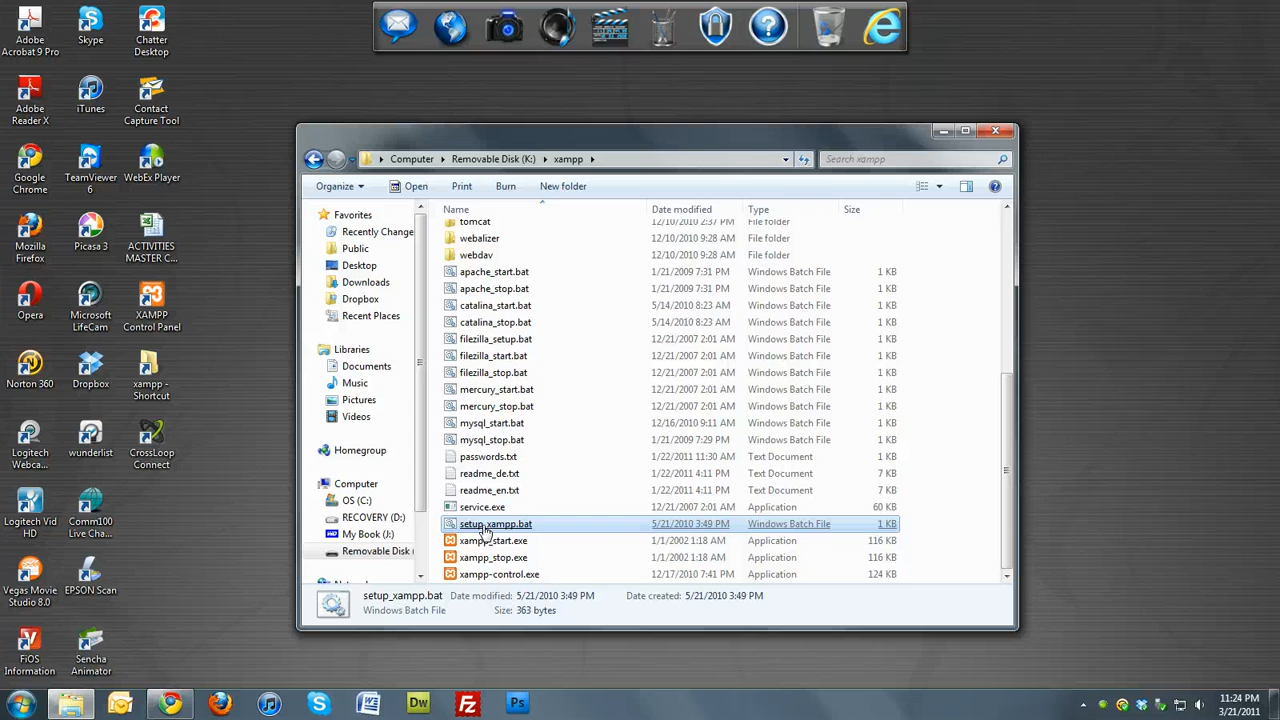 Adobe
Acrobat 9 Pro
Skype
Chatter
Desktop
Adobe
Reader X
iTunes
Contact
Capture Tool
Google
Chrome
TeamViewer
6
WebEx Player
Mozilla
Firefox
Picasa 3
ACTIVITIES
MASTER C...
Opera
Microsoft
LifeCam
XAMPP
Control Panel
Norton 360
Dropbox
xampp -
Shortcut
Logitech
Webca...
wunderlist
CrossLoop
Connect
Logitech Vid
HD
Comm100
Live Cha...
Vegas Movie
Studio 8.0
EPSON Scan
FiOS
Information
Sencha
Animator
Computer
Removable Disk (K:)
xampp
Search xampp
Organize
Open
Print
Burn
New folder
Favorites
Recently Change
Public
Desktop
Downloads
Dropbox
Recent Places
Libraries
Documents
Music
Pictures
Videos
Homegroup
Computer
OS (C:)
RECOVERY (D:)
My Book (J:)
Removable Disk (
Name Date modified Type Size
tomcat 12/10/2010 2:37 PM File folder
webalizer 12/10/2010 9:28 AM File folder
webdav 12/10/2010 9:28 AM File folder
apache_start.bat 1/21/2009 7:31 PM Windows Batch File 1 KB
apache_stop.bat 1/21/2009 7:31 PM Windows Batch File 1 KB
catalina_start.bat 5/14/2010 8:23 AM Windows Batch File 1 KB
catalina_stop.bat 5/14/2010 8:23 AM Windows Batch File 1 KB
filezilla_setup.bat 12/21/2007 2:01 AM Windows Batch File 1 KB
filezilla_start.bat 12/21/2007 2:01 AM Windows Batch File 1 KB
filezilla_stop.bat 12/21/2007 2:01 AM Windows Batch File 1 KB
mercury_start.bat 12/21/2007 2:01 AM Windows Batch File 1 KB
mercury_stop.bat 12/21/2007 2:01 AM Windows Batch File 1 KB
mysql_start.bat 12/16/2010 9:11 AM Windows Batch File 1 KB
mysql_stop.bat 1/21/2009 7:29 PM Windows Batch File 1 KB
passwords.txt 1/22/2011 11:30 AM Text Document 1 KB
readme_de.txt 1/22/2011 4:11 PM Text Document 7 KB
readme_en.txt 1/22/2011 4:11 PM Text Document 7 KB
service.exe 12/21/2007 2:01 AM Application 60 KB
setup_xampp.bat 5/21/2010 3:49 PM Windows Batch File 1 KB
xampp_start.exe 1/1/2002 1:18 AM Application 116 KB
xampp_stop.exe 1/1/2002 1:18 AM Application 116 KB
xampp-control.exe 12/17/2010 7:41 PM Application 124 KB
setup_xampp.bat Date modified: 5/21/2010 3:49 PM Date created: 5/21/2010 3:49 PM
Windows Batch File Size: 363 bytes
Dw
Fz
Ps
11:24 PM
3/21/2011